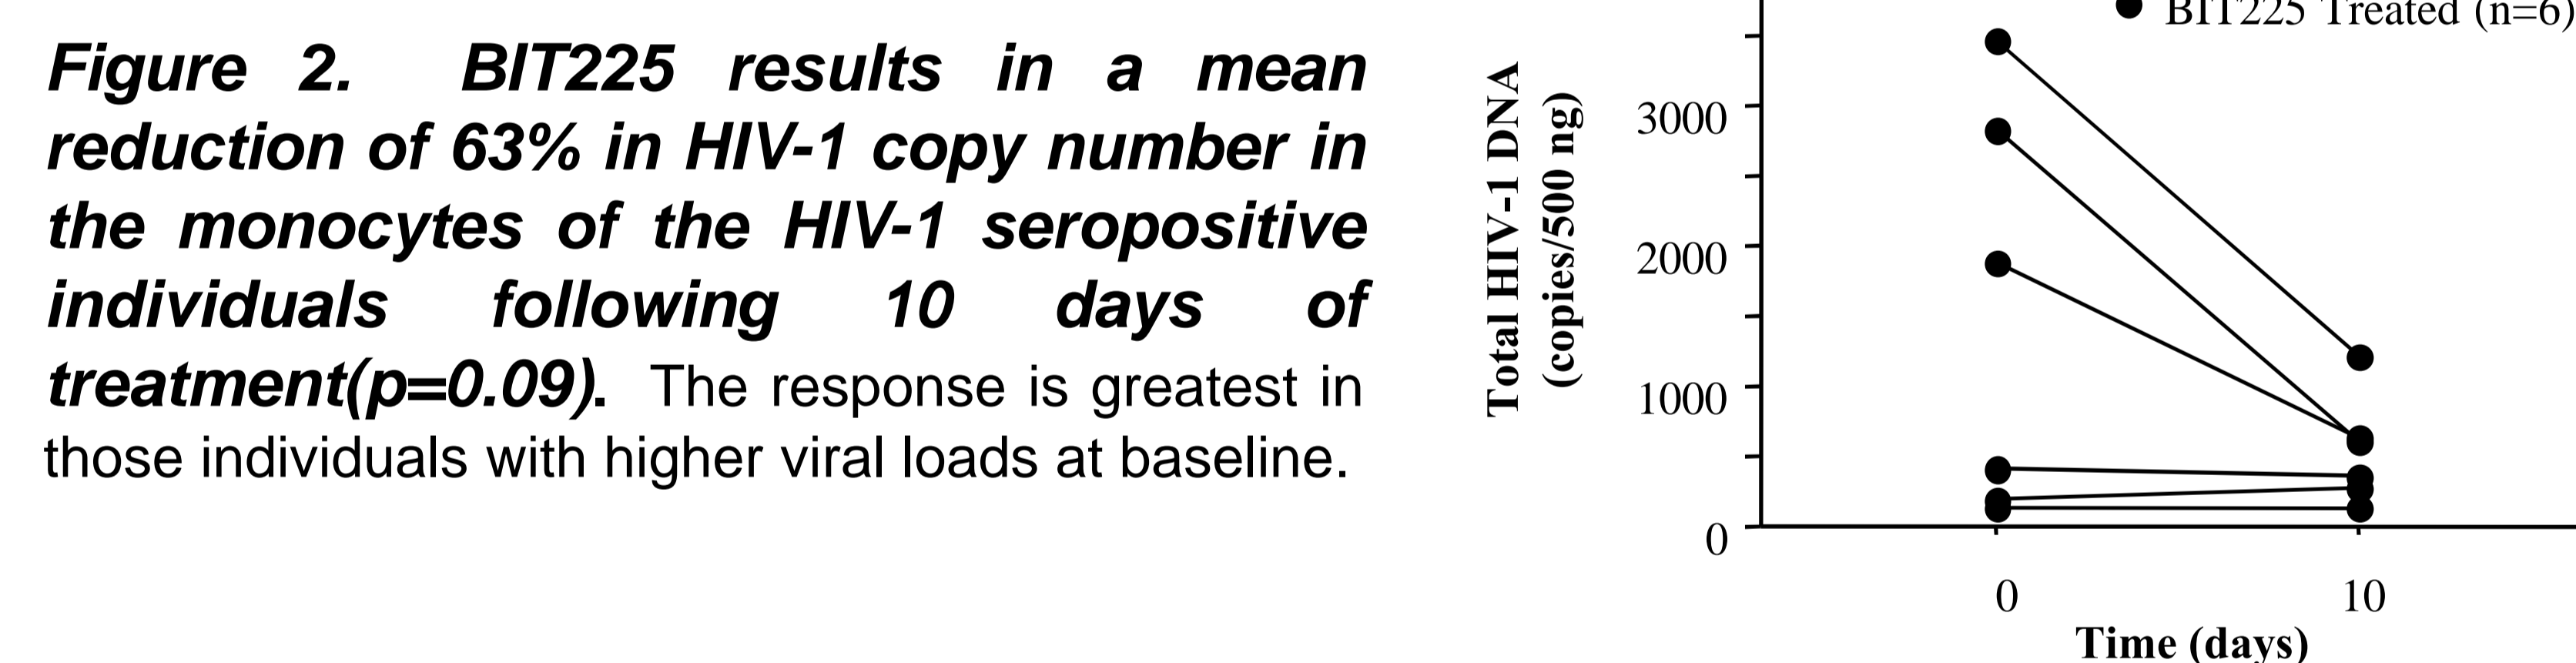 Figure 2. BIT225 results in a mean
reduction of 63% in HIV-1 copy number in
the monocytes of the HIV-1 seropositive
individuals following 10 days of
treatment(p=0.09). The response is greatest in
those individuals with higher viral loads at baseline.
BIT225 Treated (n=6)
Total HIV-1 DNA
(copies/500 ng)
3000
2000
1000
0
0 10
Time (days)